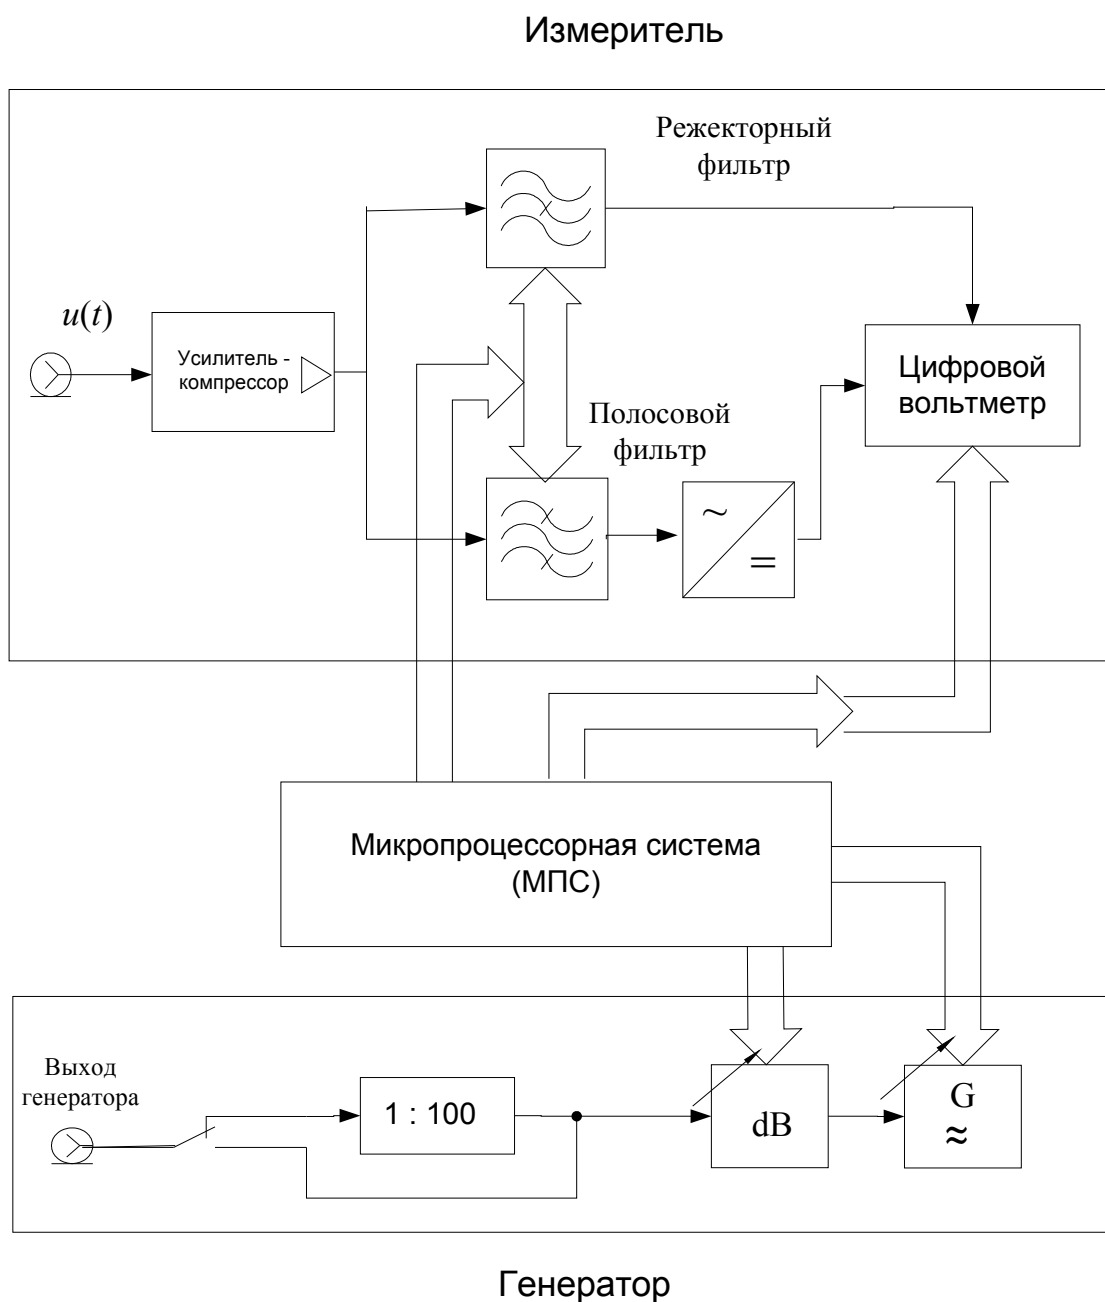 Измеритель
Режекторный
фильтр
u(t)
Усилитель -
компрессор
Цифровой
вольтметр
Полосовой
фильтр
~
=
Микропроцессорная система
(МПС)
Выход
генератора
1 : 100
dB
G
≈
Генератор